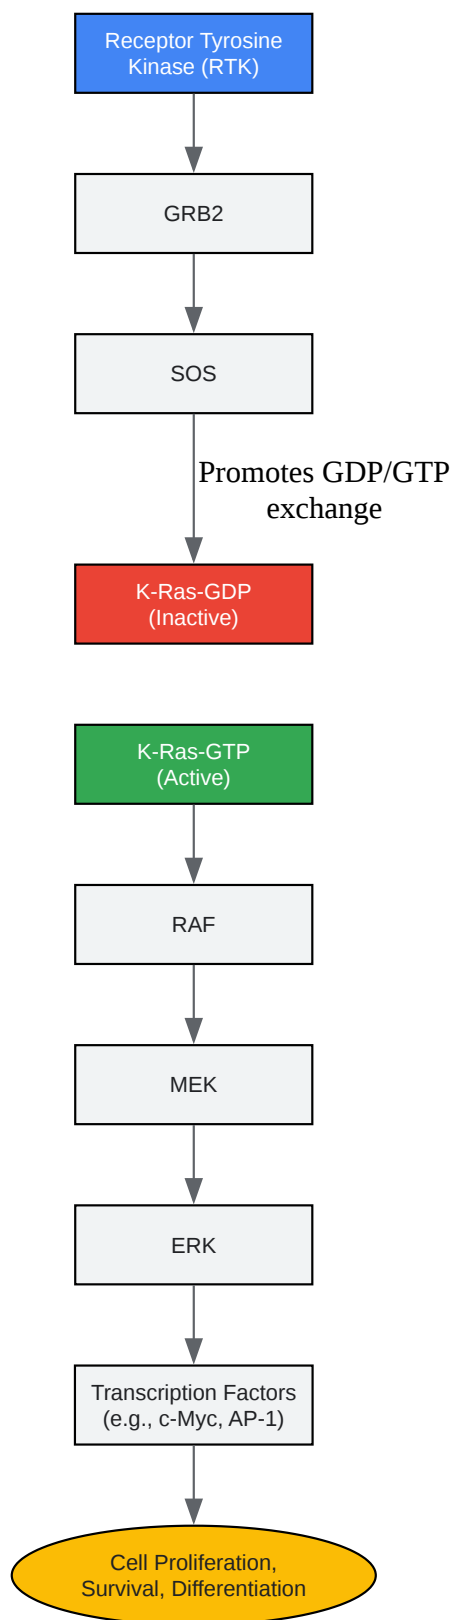 Receptor Tyrosine
Kinase (RTK)
GRB2
SOS
Promotes GDP/GTP
exchange
K-Ras-GDP
(Inactive)
K-Ras-GTP
(Active)
RAF
MEK
ERK
Transcription Factors
(e.g., c-Myc, AP-1)
Cell Proliferation,
Survival, Differentiation